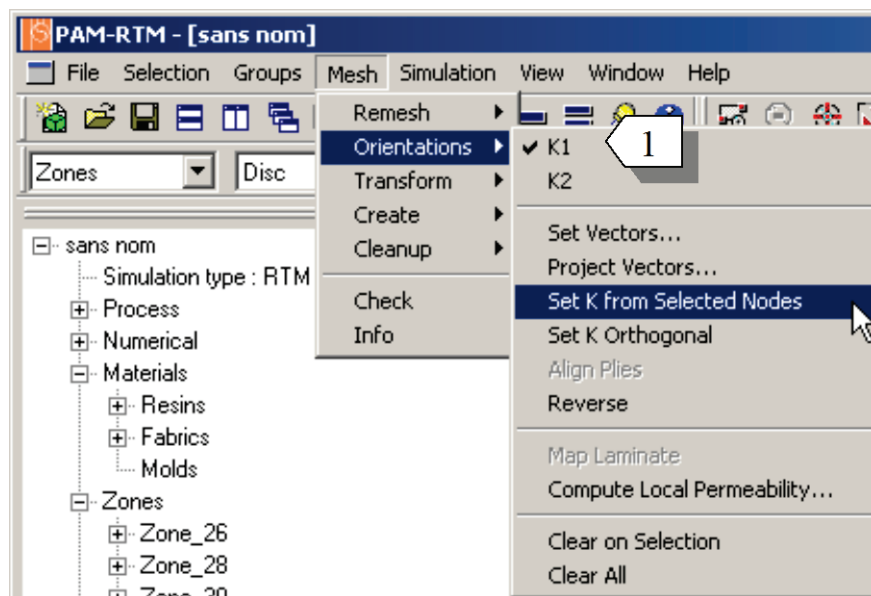 PAM-RTM - [sans nom]
File Selection Groups Mesh Simulation View Window Help
Zones Disc
Remesh
Orientations
Transform
Create
Cleanup
Check
Info
K1
K2
Set Vectors...
Project Vectors...
Set K from Selected Nodes
Set K Orthogonal
Align Plies
Reverse
Map Laminate
Compute Local Permeability...
Clear on Selection
Clear All
1
sans nom
Simulation type : RTM
Process
Numerical
Materials
Resins
Fabrics
Molds
Zones
Zone_26
Zone_28